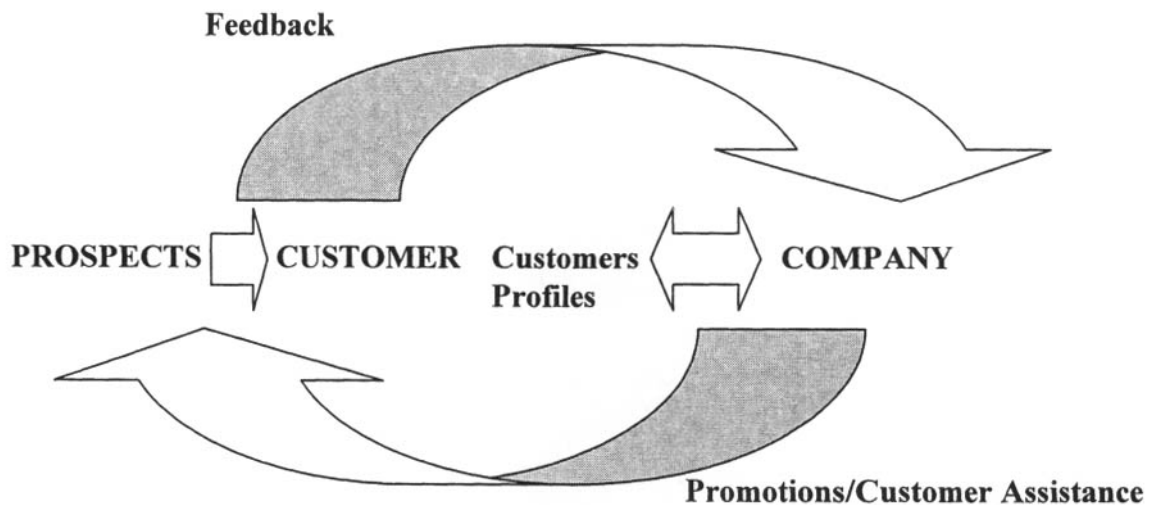 Feedback
PROSPECTS
CUSTOMER
Customers
Profiles
COMPANY
Promotions/Customer Assistance